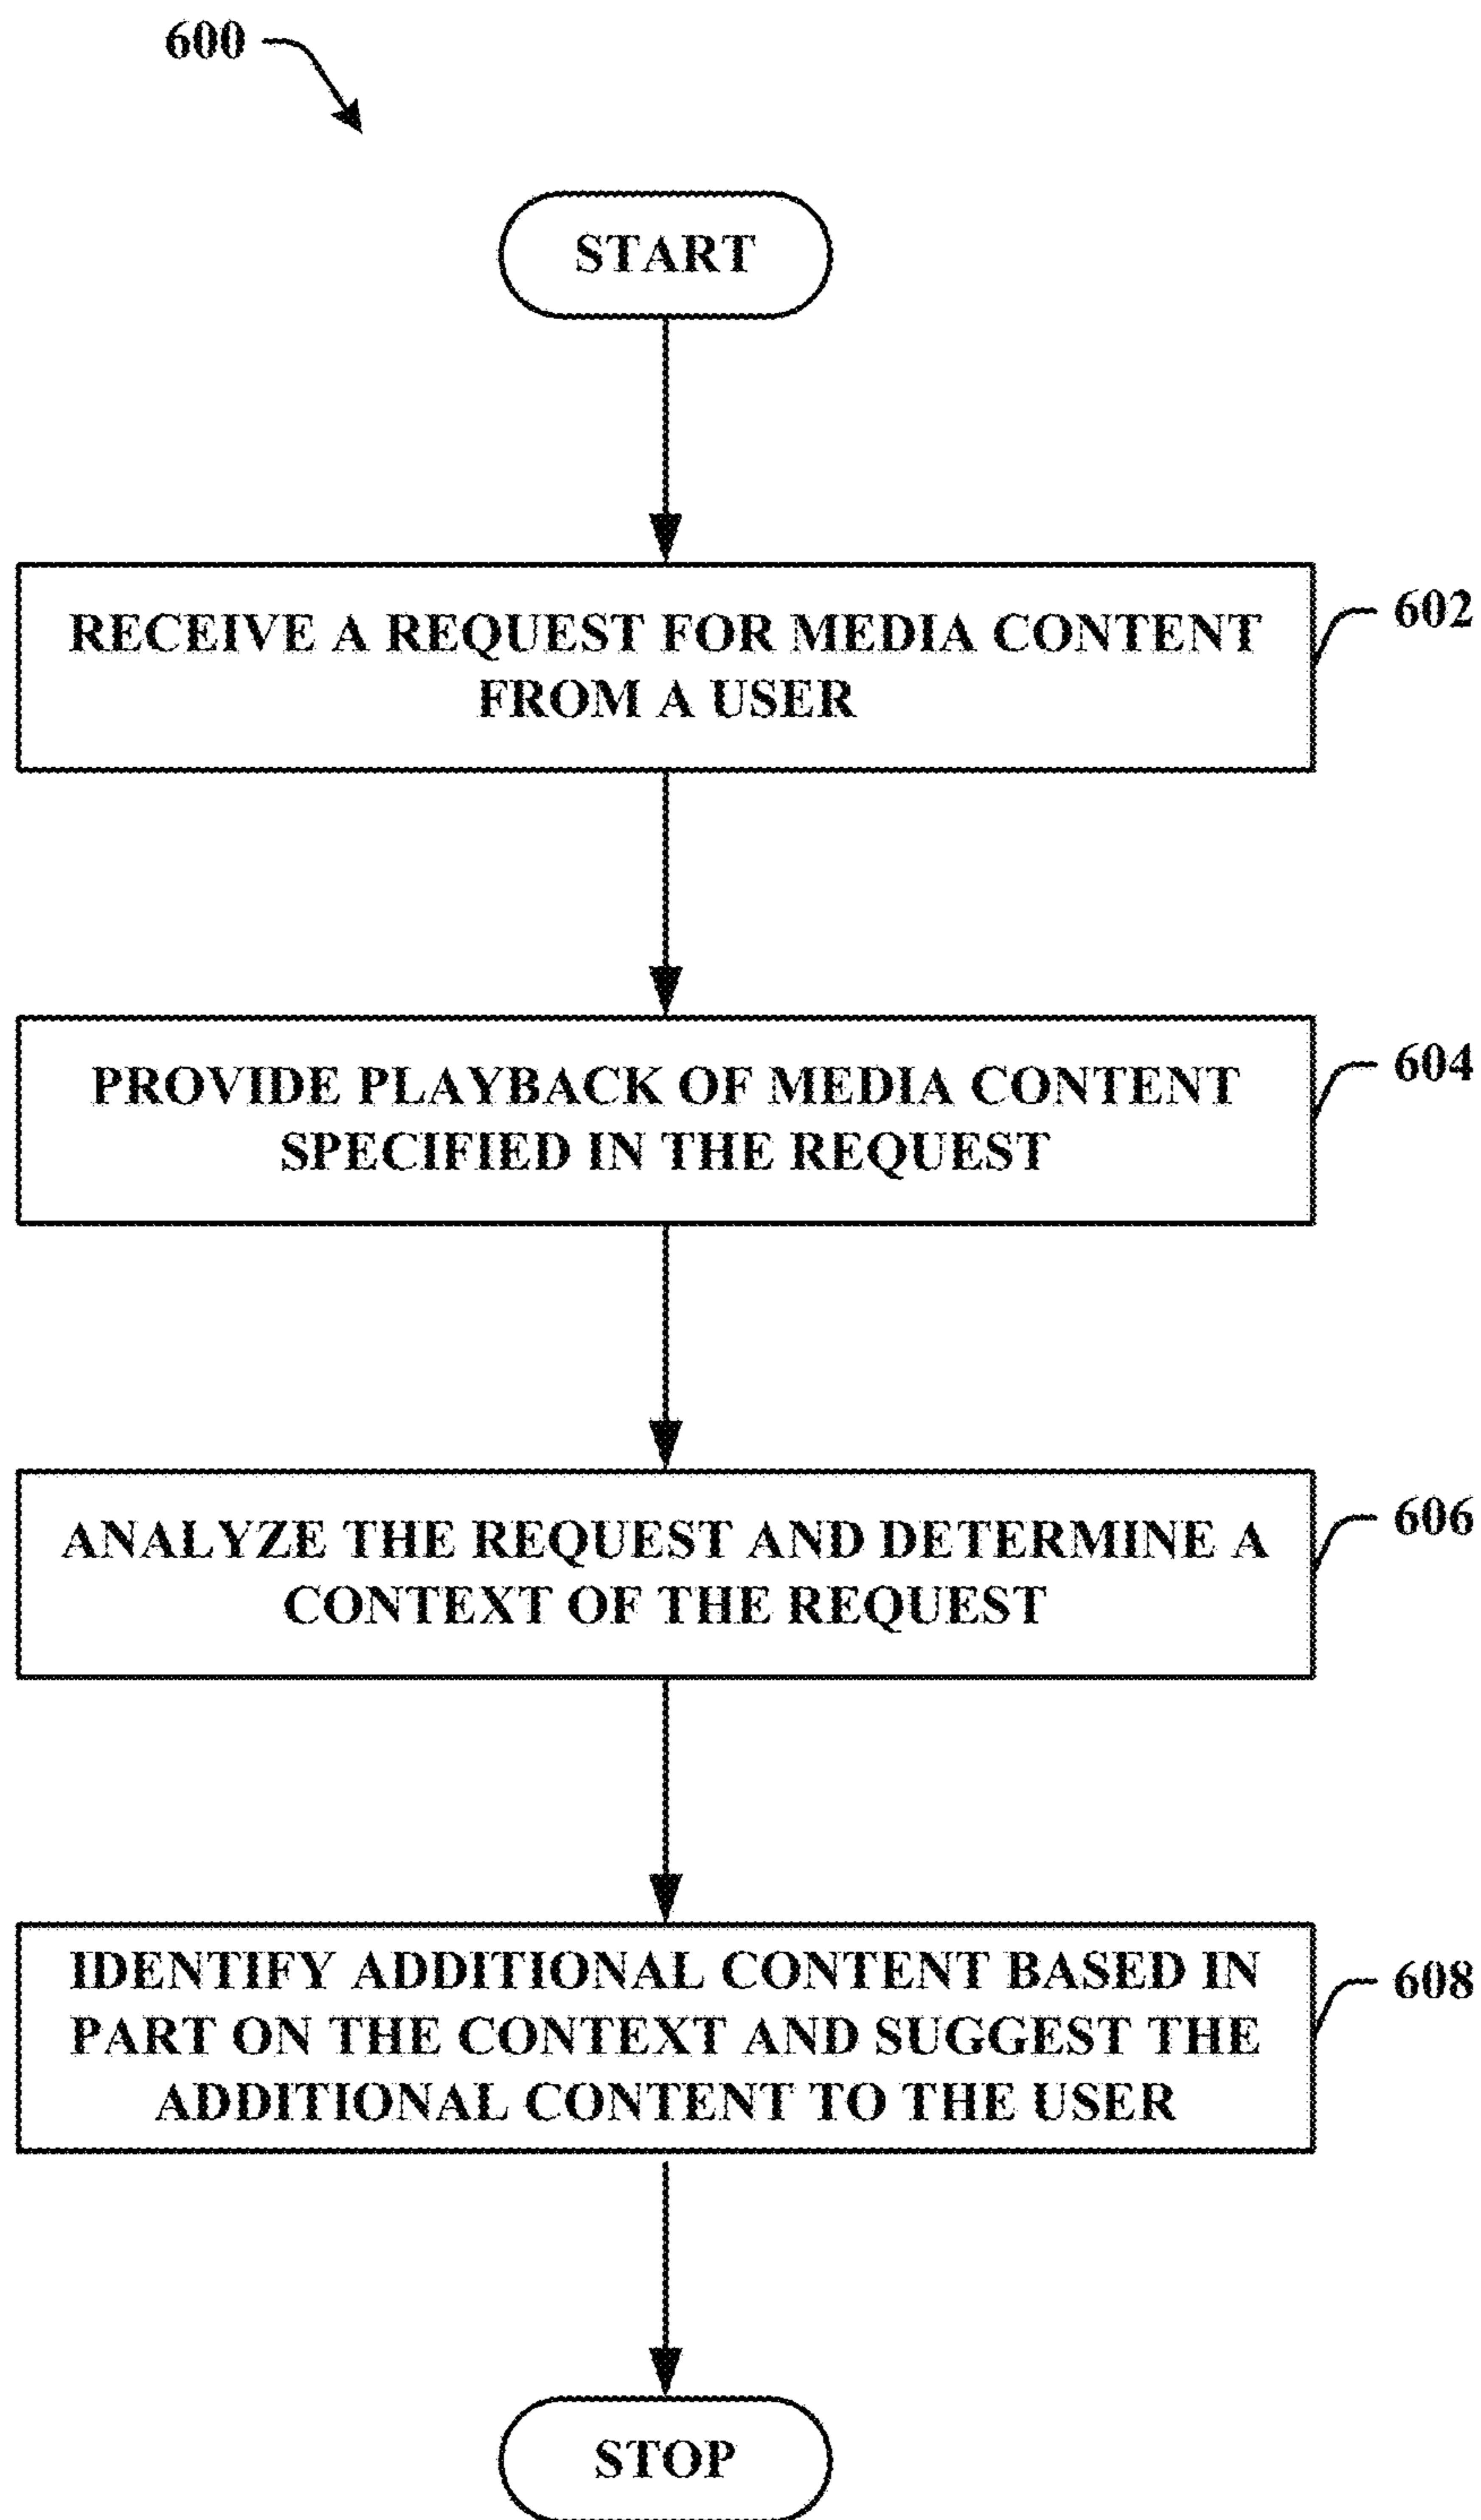 600
START
RECEIVE A REQUEST FOR MEDIA CONTENT
FROM A USER
602
PROVIDE PLAYBACK OF MEDIA CONTENT
SPECIFIED IN THE REQUEST
604
ANALYZE THE REQUEST AND DETERMINE A
CONTEXT OF THE REQUEST
606
IDENTIFY ADDITIONAL CONTENT BASED IN
PART ON THE CONTEXT AND SUGGEST THE
ADDITIONAL CONTENT TO THE USER
608
STOP